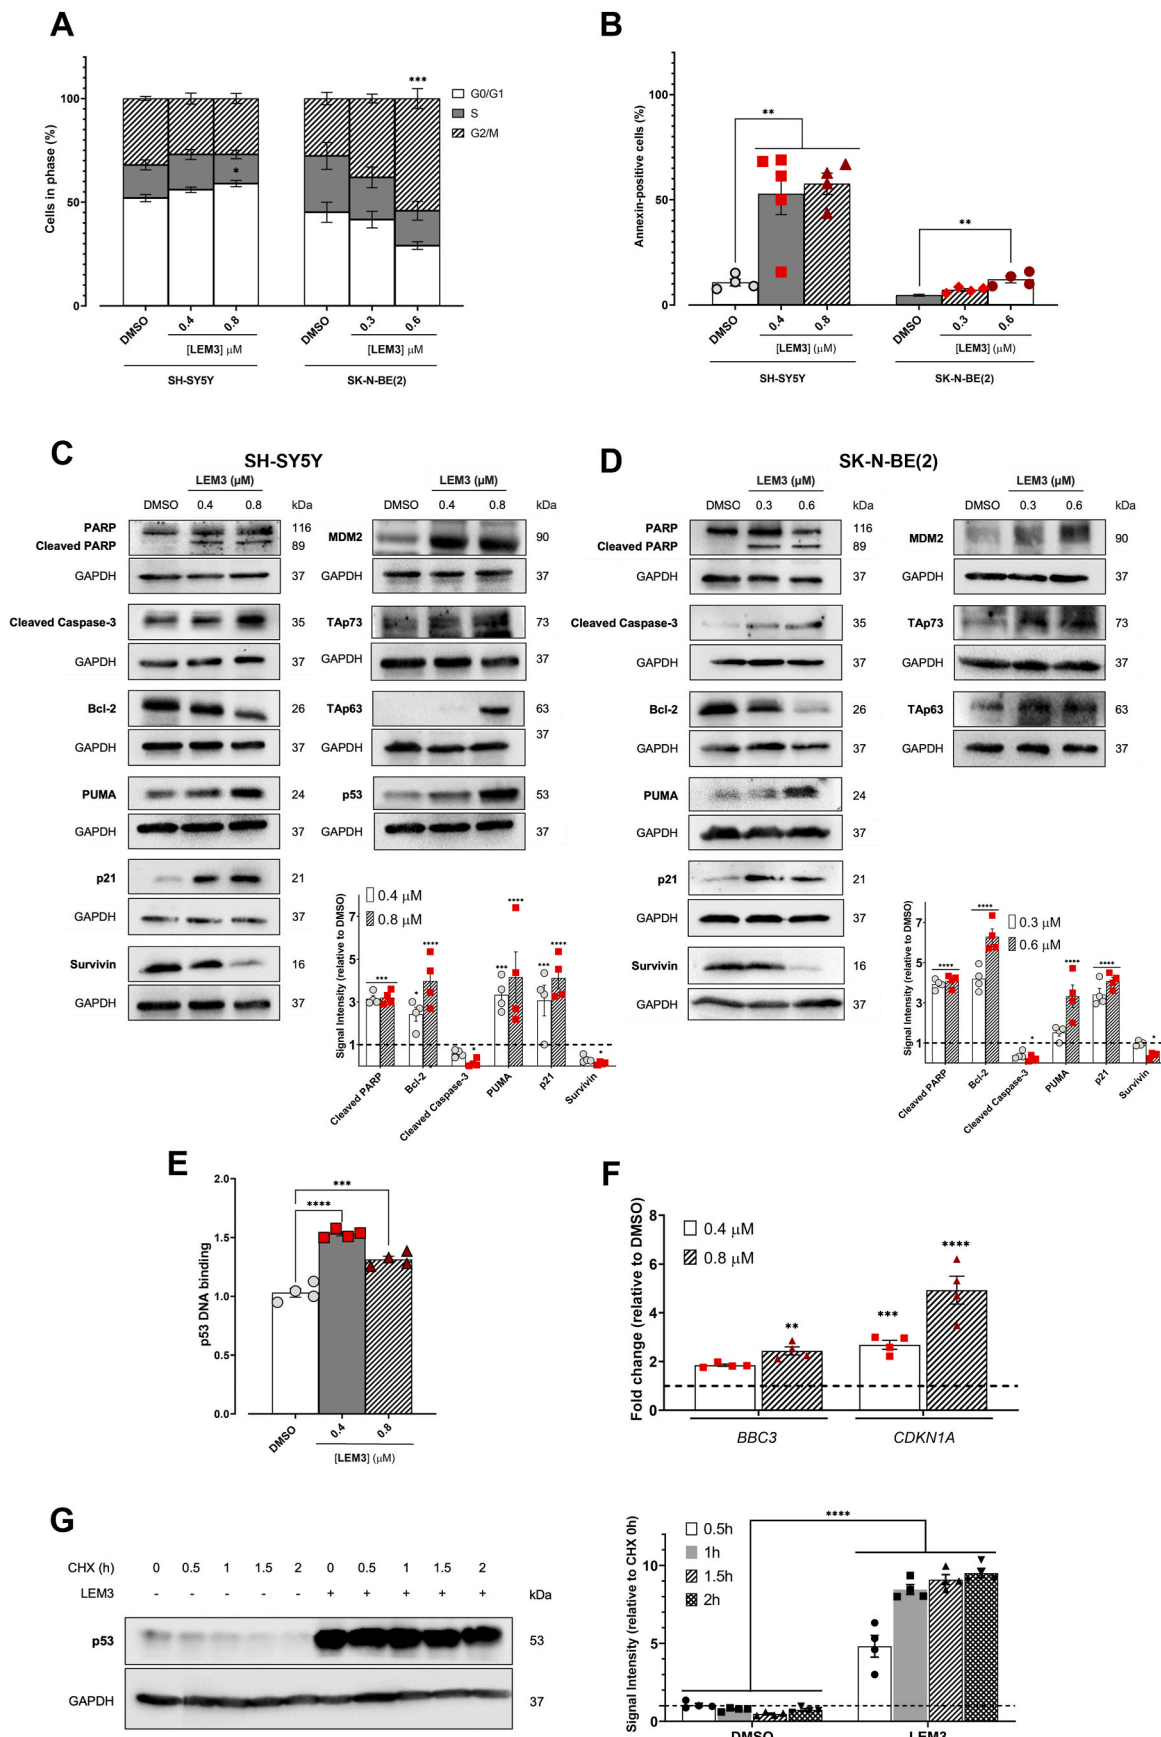 A
Cells in phase (%)
100
50
0
***
*
G0/G1
S
G2/M
DMSO
0.4
0.8
DMSO
0.3
0.6
[LEM3] μM
[LEM3] μM
SH-SY5Y
SK-N-BE(2)
B
Annexin-positive cells (%)
100
50
0
**
**
DMSO
0.4
0.8
DMSO
0.3
0.6
[LEM3] (μM)
[LEM3] (μM)
SH-SY5Y
SK-N-BE(2)
C
SH-SY5Y
LEM3 (μM)
DMSO 0.4 0.8 kDa
PARP 116
Cleaved PARP 89
GAPDH 37
Cleaved Caspase-3 35
GAPDH 37
Bcl-2 26
GAPDH 37
PUMA 24
GAPDH 37
p21 21
GAPDH 37
Survivin 16
GAPDH 37
LEM3 (μM)
DMSO 0.4 0.8 kDa
MDM2 90
GAPDH 37
TAp73 73
GAPDH 37
TAp63 63
GAPDH 37
p53 53
GAPDH 37
Signal Intensity (relative to DMSO)
7
5
3
1
0.4 μM
0.8 μM
***
*
****
*
***
****
***
****
*
Cleaved PARP
Bcl-2
Cleaved Caspase-3
PUMA
p21
Survivin
D
SK-N-BE(2)
LEM3 (μM)
DMSO 0.3 0.6 kDa
PARP 116
Cleaved PARP 89
GAPDH 37
Cleaved Caspase-3 35
GAPDH 37
Bcl-2 26
GAPDH 37
PUMA 24
GAPDH 37
p21 21
GAPDH 37
Survivin 16
GAPDH 37
LEM3 (μM)
DMSO 0.3 0.6 kDa
MDM2 90
GAPDH 37
TAp73 73
GAPDH 37
TAp63 63
GAPDH 37
Signal Intensity (relative to DMSO)
7
5
3
1
0.3 μM
0.6 μM
****
****
*
****
****
*
Cleaved PARP
Bcl-2
Cleaved Caspase-3
PUMA
p21
Survivin
E
p53 DNA binding
2.0
1.5
1.0
0.5
0.0
***
****
DMSO
0.4
0.8
[LEM3] (μM)
F
Fold change (relative to DMSO)
8
6
4
2
0
0.4 μM
0.8 μM
**
***
****
BBC3
CDKN1A
G
CHX (h) 0 0.5 1 1.5 2 0 0.5 1 1.5 2
LEM3 - - - - - + + + + + kDa
p53 53
GAPDH 37
Signal Intensity (relative to CHX 0h)
10
5
0
0.5h
1h
1.5h
2h
****
DMSO
LEM3